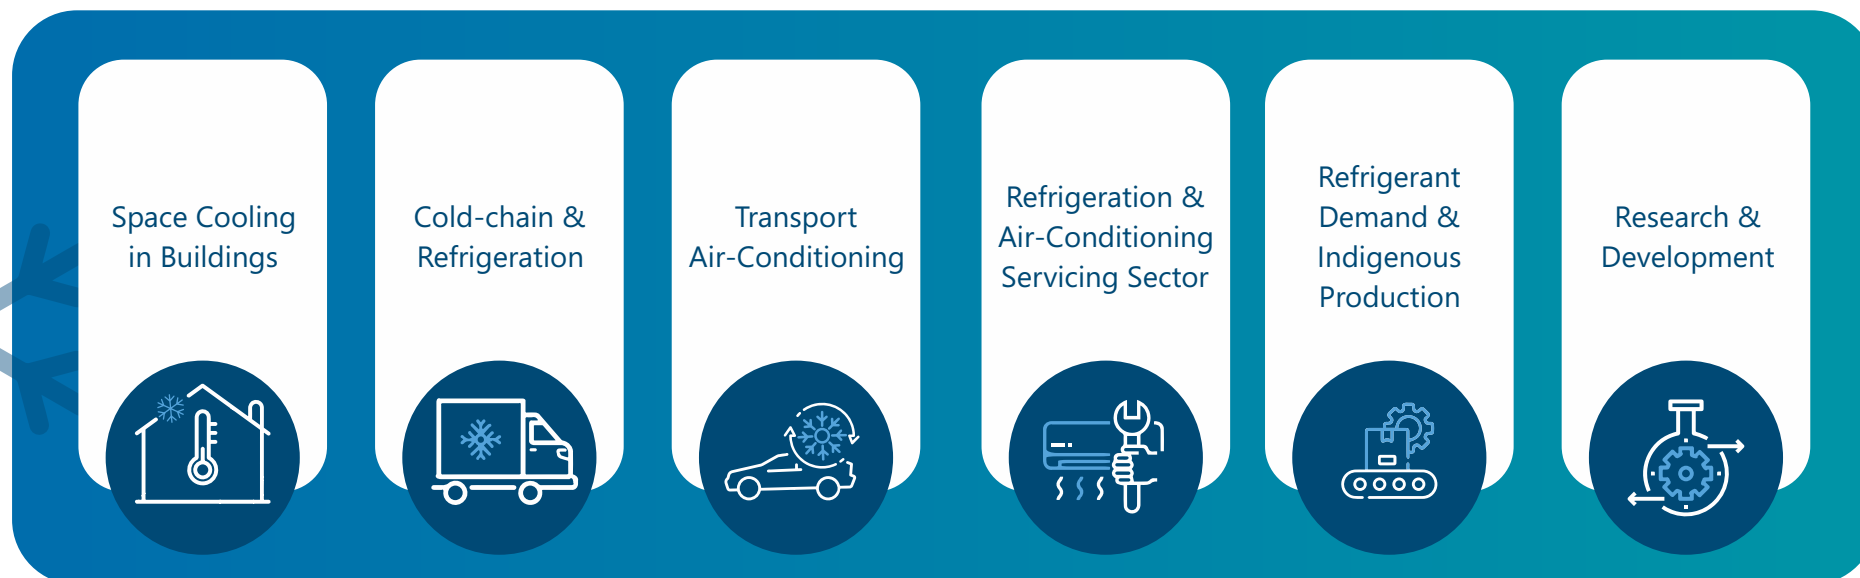 Space Cooling
in Buildings
Cold-chain &
Refrigeration
Transport
Air-Conditioning
Refrigeration &
Air-Conditioning
Servicing Sector
Refrigerant
Demand &
Indigenous
Production
Research &
Development